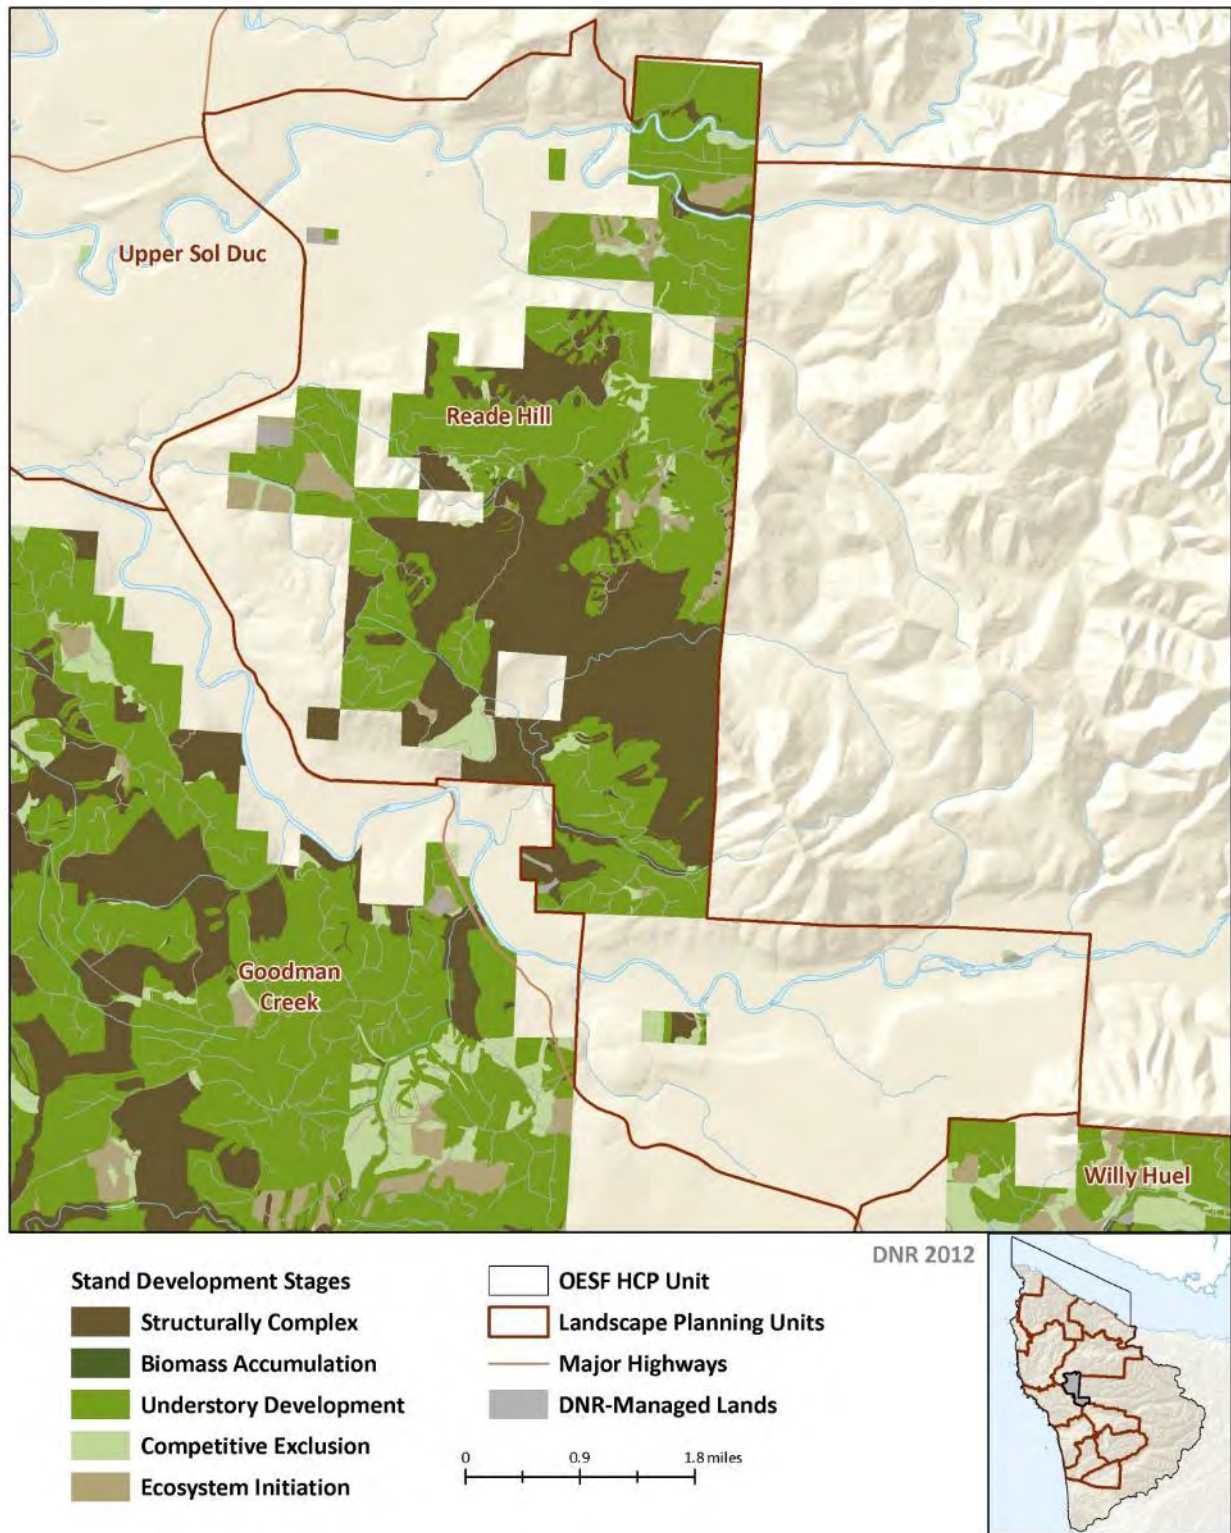 Upper Sol Duc
Reade Hill
Goodman
Creek
Willy Huel
DNR 2012
Stand Development Stages
Structurally Complex
Biomass Accumulation
Understory Development
Competitive Exclusion
Ecosystem Initiation
OESF HCP Unit
Landscape Planning Units
Major Highways
DNR-Managed Lands
0 0.9 1.8 miles